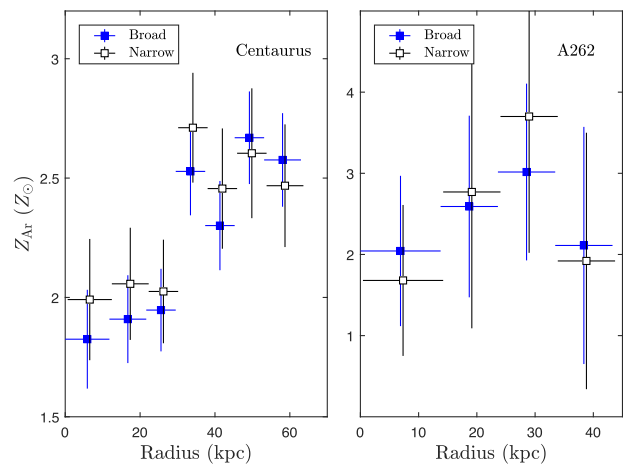 Broad
Narrow
Centaurus
3
2.5
2
1.5
Z_Ar (Z_⊙)
0
20
40
60
Radius (kpc)
Broad
Narrow
A262
4
3
2
1
0
10
20
30
40
Radius (kpc)